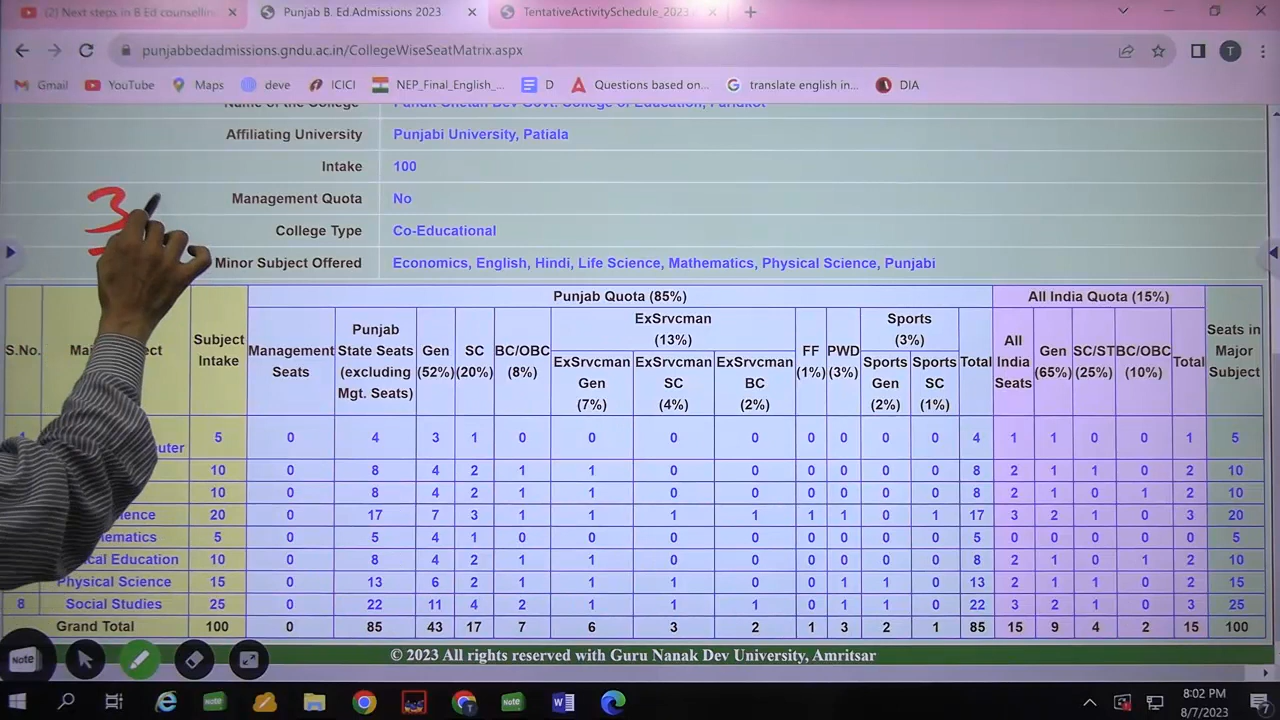 (2) Next steps in B Ed counselling
Punjab B. Ed.Admissions 2023
TentativeActivitySchedule_2023
punjabbedadmissions.gndu.ac.in/CollegeWiseSeatMatrix.aspx
T
Gmail YouTube Maps deve ICICI NEP_Final_English_... D Questions based on... translate english in... DIA
Affiliating University Punjabi University, Patiala
Intake 100
Management Quota No
College Type Co-Educational
Minor Subject Offered Economics, English, Hindi, Life Science, Mathematics, Physical Science, Punjabi
3
Punjab Quota (85%) All India Quota (15%)
S.No. Subject Intake Management Seats Punjab State Seats (excluding Mgt. Seats) Gen (52%) SC (20%) BC/OBC (8%) ExSrvcman (13%) FF (1%) PWD (3%) Sports (3%) Total All India Seats Gen (65%) SC/ST (25%) BC/OBC (10%) Total Seats in Major Subject
ExSrvcman Gen (7%) ExSrvcman SC (4%) ExSrvcman BC (2%) Sports Gen (2%) Sports SC (1%)
5 0 4 3 1 0 0 0 0 0 0 0 0 4 1 1 0 0 1 5
10 0 8 4 2 1 1 0 0 0 0 0 0 8 2 1 1 0 2 10
10 0 8 4 2 1 1 0 0 0 0 0 0 8 2 1 0 1 2 10
20 0 17 7 3 1 1 1 1 1 1 0 1 17 3 2 1 0 3 20
5 0 5 4 1 0 0 0 0 0 0 0 0 5 0 0 0 0 0 5
Education 10 0 8 4 2 1 1 0 0 0 0 0 0 8 2 1 0 1 2 10
Physical Science 15 0 13 6 2 1 1 1 0 0 0 1 0 13 2 1 1 0 2 15
8 Social Studies 25 0 22 11 4 2 1 1 1 0 1 1 0 22 3 2 1 0 3 25
Grand Total 100 0 85 43 17 7 6 3 2 1 3 2 1 85 15 9 4 2 15 100
© 2023 All rights reserved with Guru Nanak Dev University, Amritsar
Note
Note Note
8:02 PM
8/7/2023